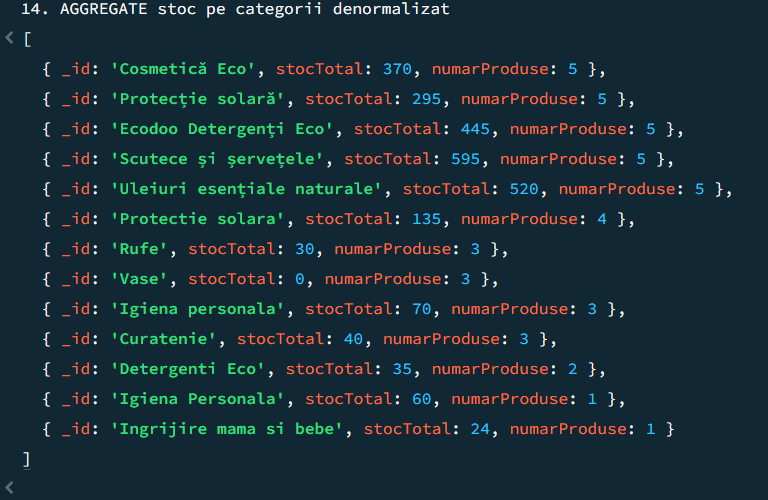 14. AGGREGATE stoc pe categorii denormalizat
[
{ _id: 'Cosmetică Eco', stocTotal: 370, numarProduse: 5 },
{ _id: 'Protecție solară', stocTotal: 295, numarProduse: 5 },
{ _id: 'Ecodoo Detergenți Eco', stocTotal: 445, numarProduse: 5 },
{ _id: 'Scutece și șervețele', stocTotal: 595, numarProduse: 5 },
{ _id: 'Uleiuri esențiale naturale', stocTotal: 520, numarProduse: 5 },
{ _id: 'Protectie solara', stocTotal: 135, numarProduse: 4 },
{ _id: 'Rufe', stocTotal: 30, numarProduse: 3 },
{ _id: 'Vase', stocTotal: 0, numarProduse: 3 },
{ _id: 'Igiena personala', stocTotal: 70, numarProduse: 3 },
{ _id: 'Curatenie', stocTotal: 40, numarProduse: 3 },
{ _id: 'Detergenti Eco', stocTotal: 35, numarProduse: 2 },
{ _id: 'Igiena Personala', stocTotal: 60, numarProduse: 1 },
{ _id: 'Ingrijire mama si bebe', stocTotal: 24, numarProduse: 1 }
]